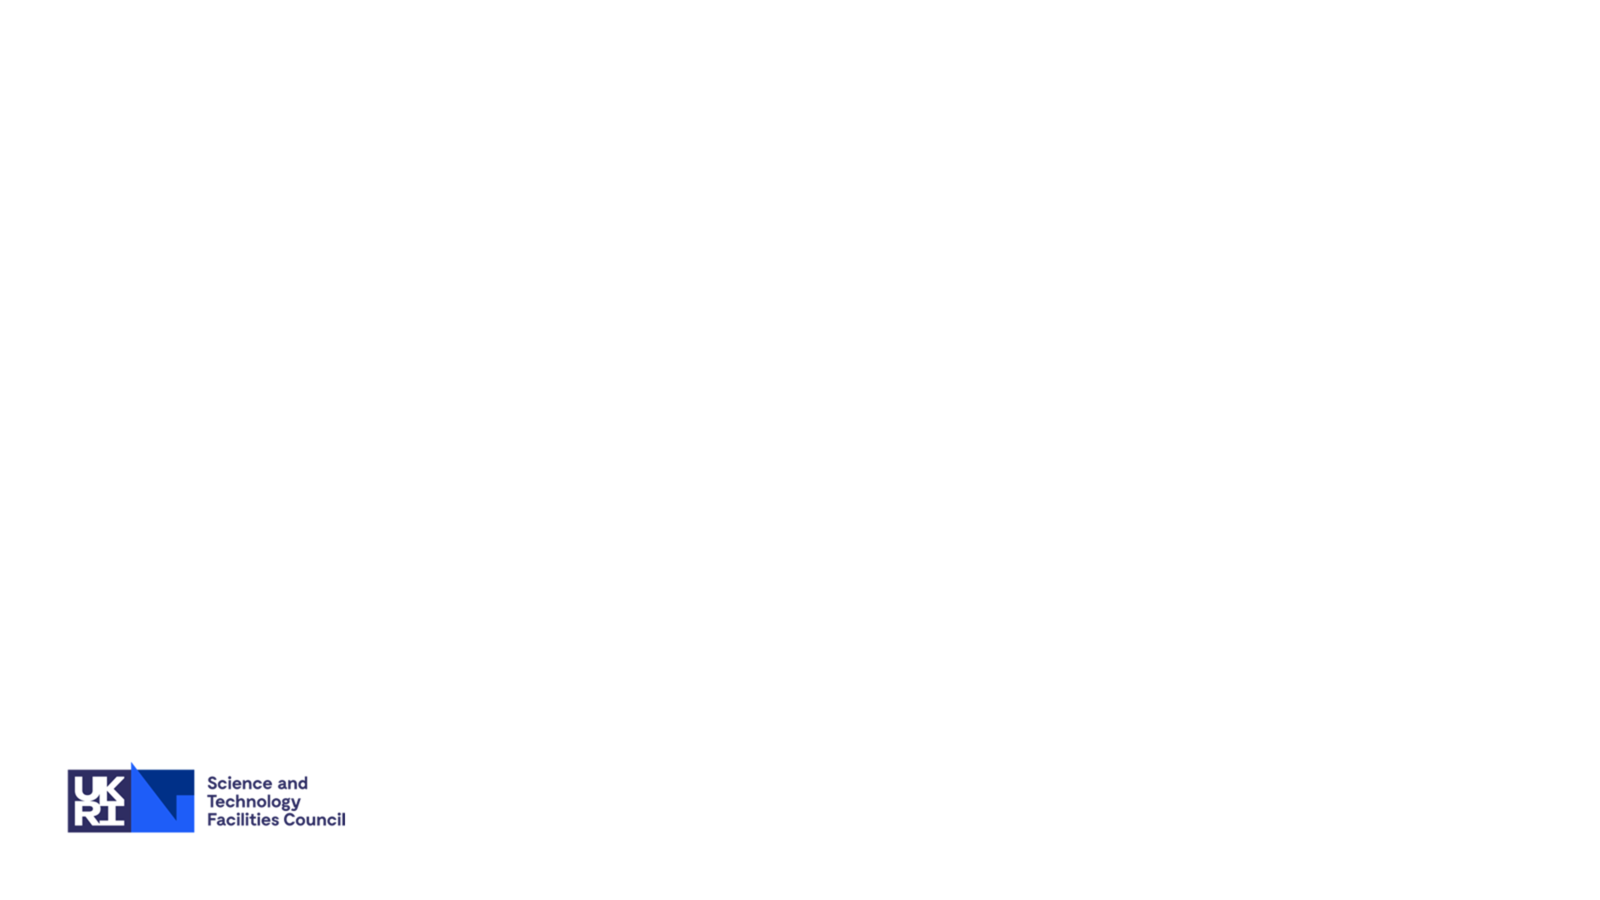 UK
RI
Science and
Technology
Facilities Council